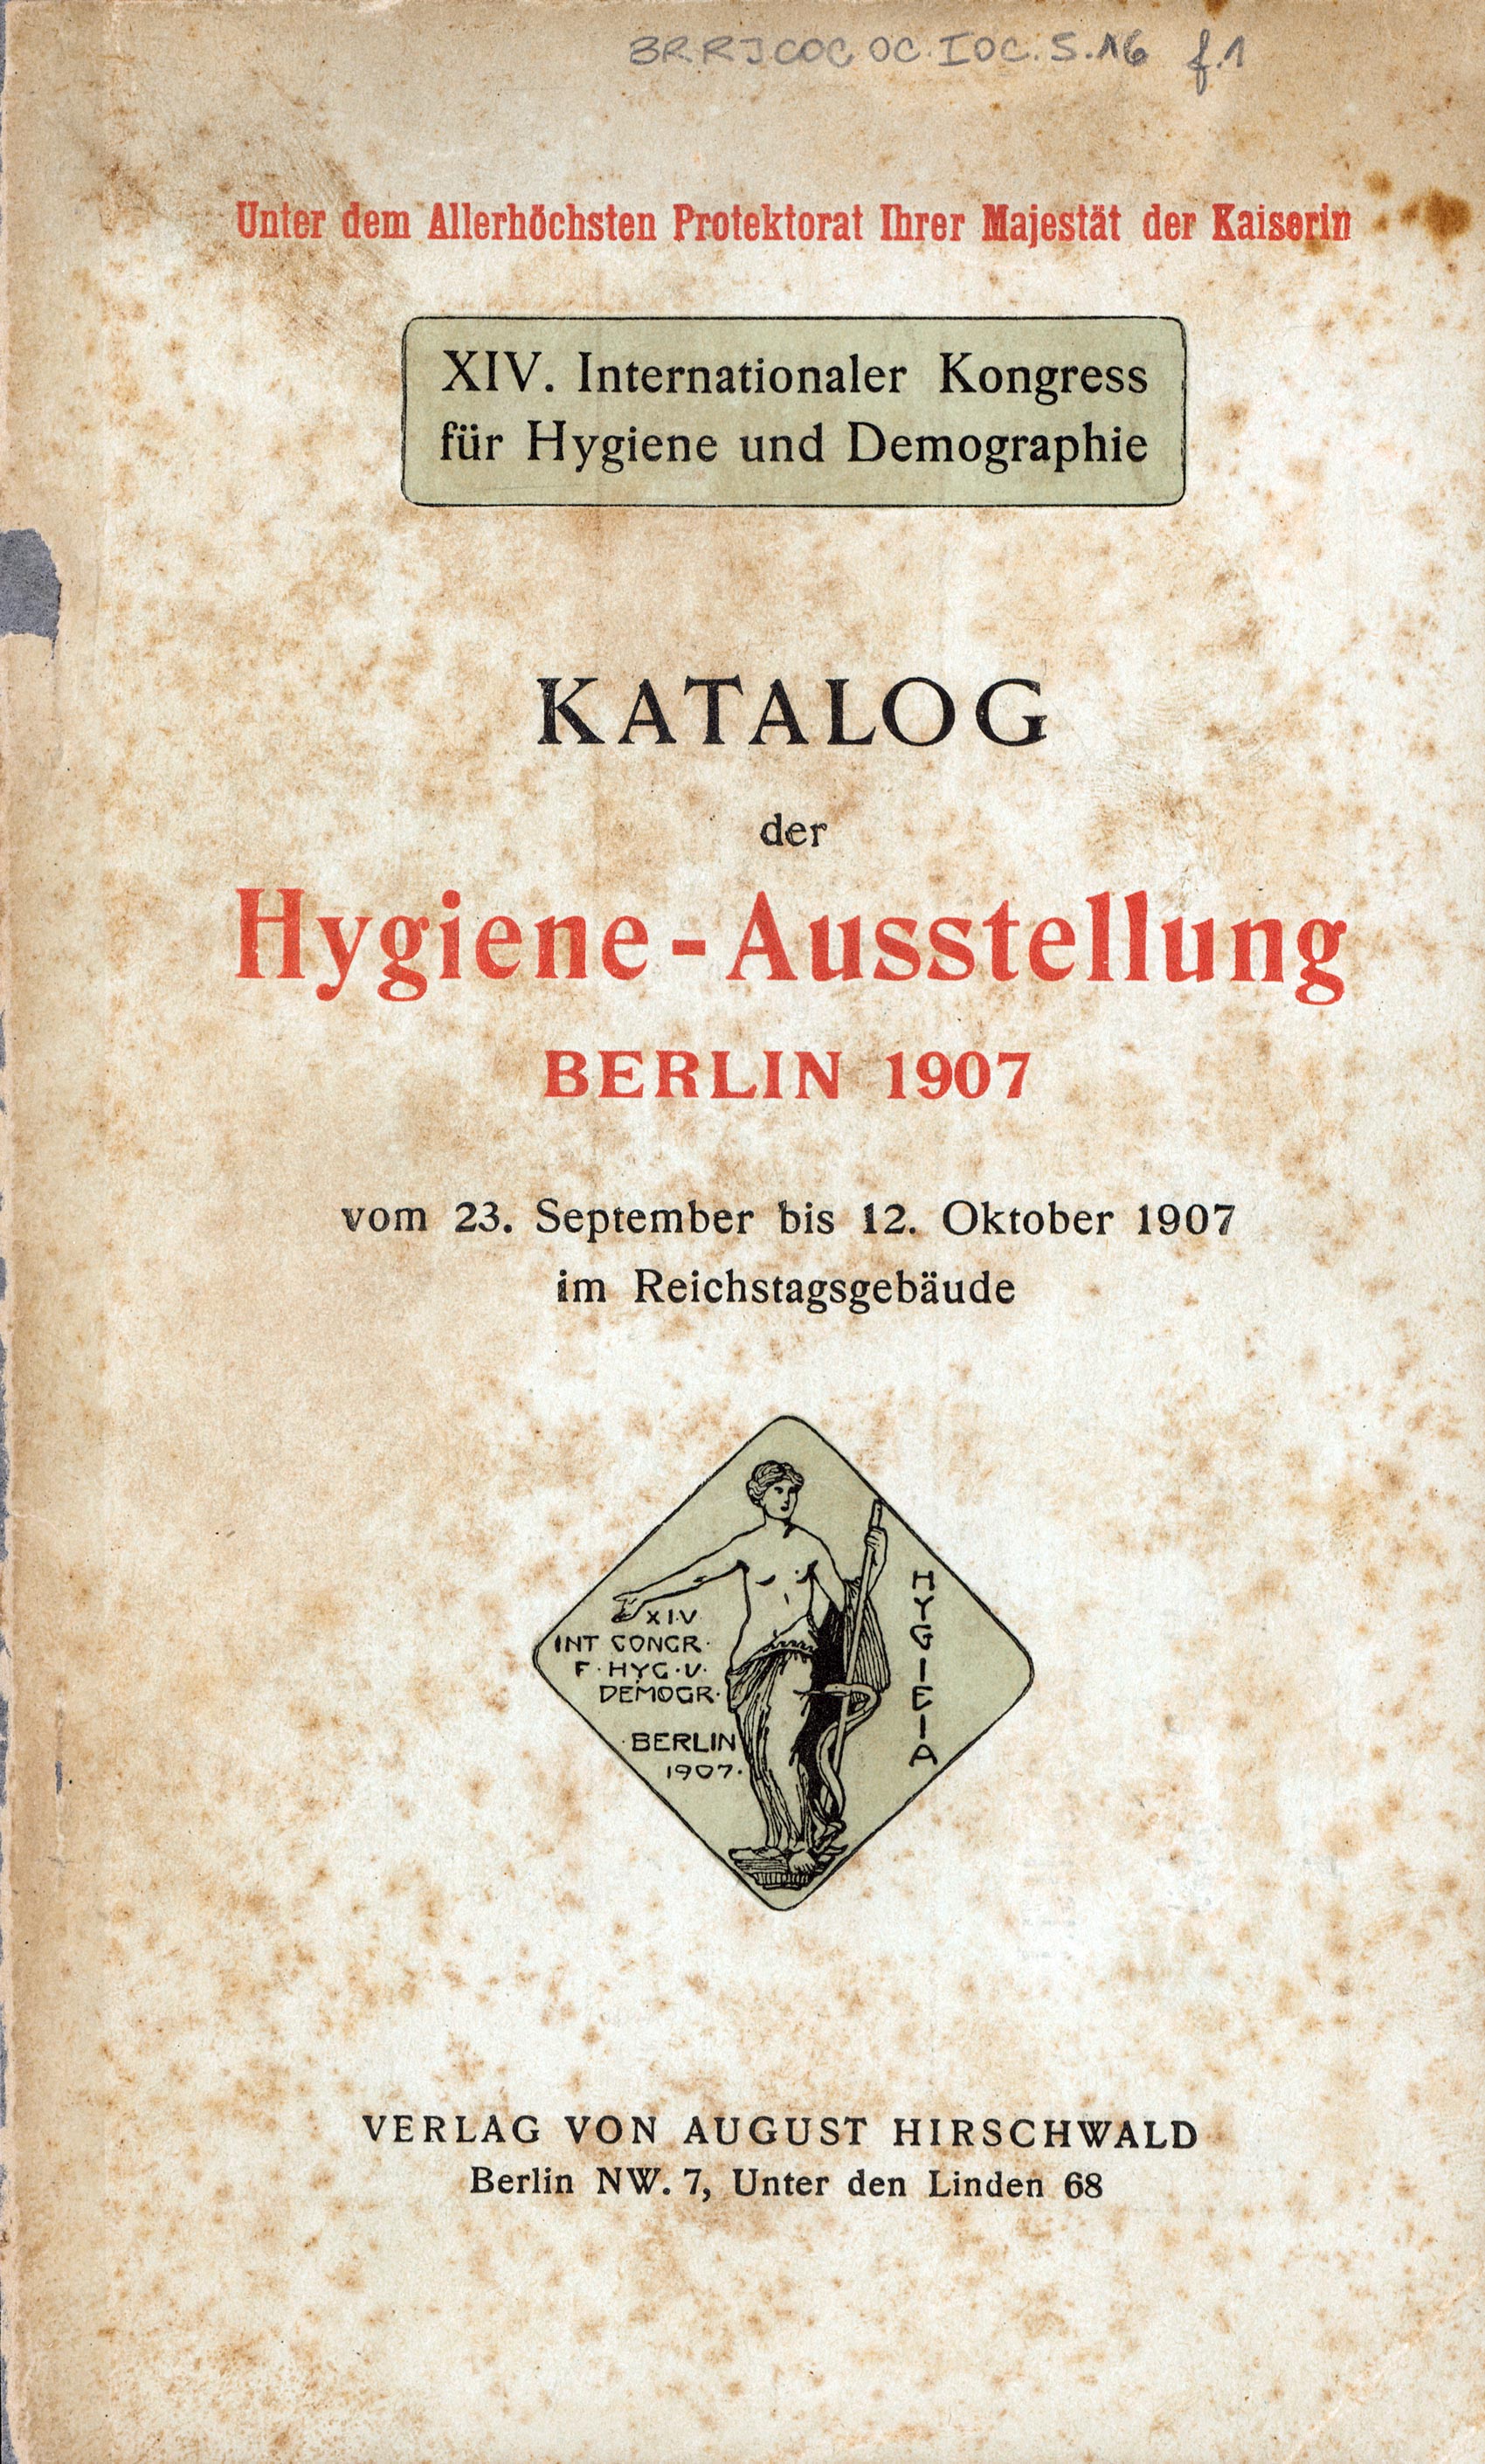 BR.RJ.COC OC.IOC.S.16 f.1
Unter dem Allerhöchsten Protektorat Ihrer Majestät der Kaiserin
XIV. Internationaler Kongress
für Hygiene und Demographie
KATALOG
der
Hygiene-Ausstellung
BERLIN 1907
vom 23. September bis 12. Oktober 1907
im Reichstagsgebäude
XIV
INT CONGR.
F. HYG. V.
DEMOGR.
BERLIN
1907.
HYGIEIA
VERLAG VON AUGUST HIRSCHWALD
Berlin NW. 7, Unter den Linden 68